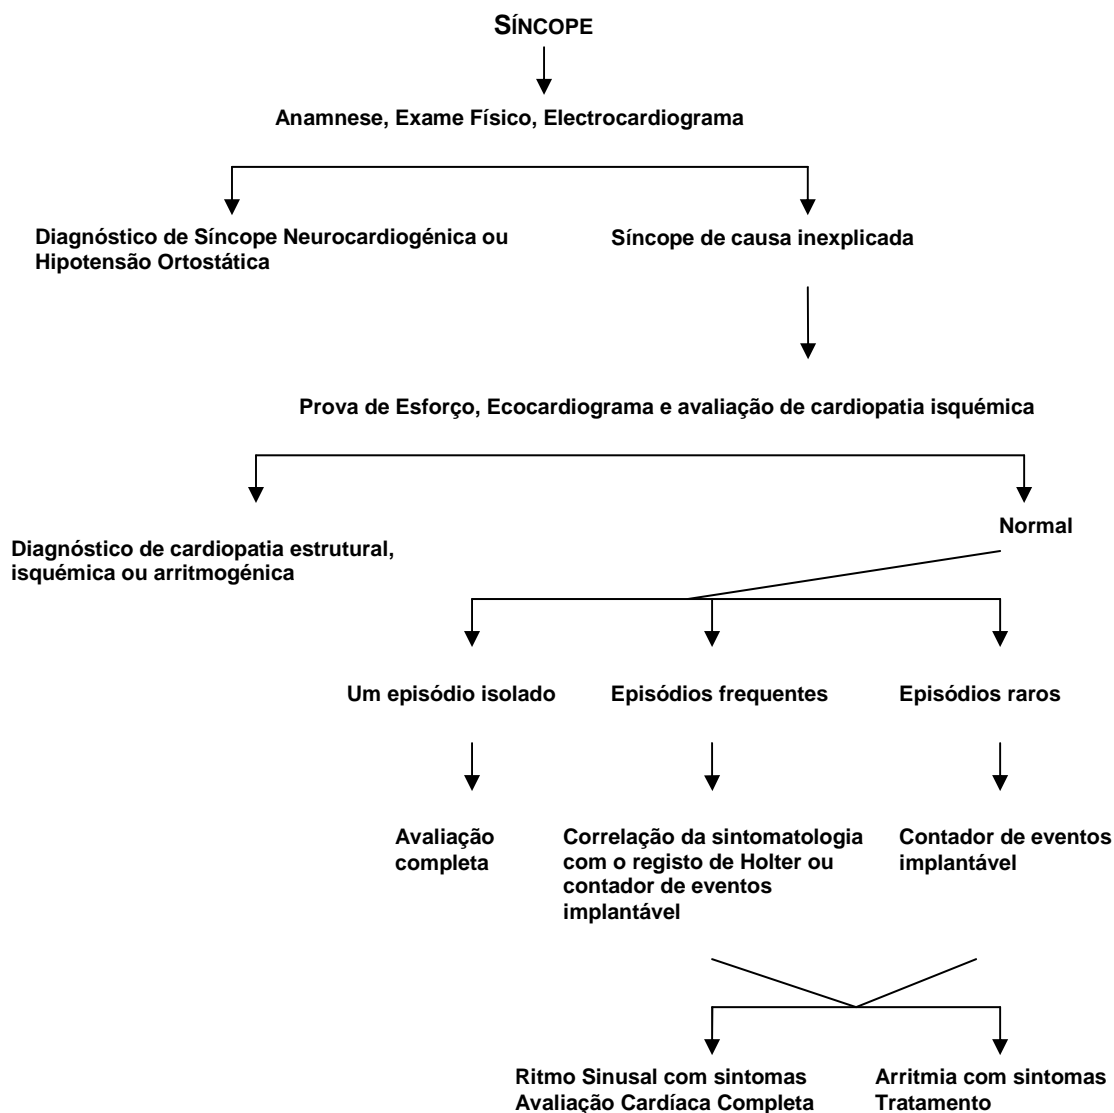 SÍNCOPE
Anamnese, Exame Físico, Electrocardiograma
Diagnóstico de Síncope Neurocardiogénica ou
Hipotensão Ortostática
Síncope de causa inexplicada
Prova de Esforço, Ecocardiograma e avaliação de cardiopatia isquémica
Diagnóstico de cardiopatia estrutural,
isquémica ou arritmogénica
Normal
Um episódio isolado
Episódios frequentes
Episódios raros
Avaliação
completa
Correlação da sintomatologia
com o registo de Holter ou
contador de eventos
implantável
Contador de eventos
implantável
Ritmo Sinusal com sintomas
Avaliação Cardíaca Completa
Arritmia com sintomas
Tratamento